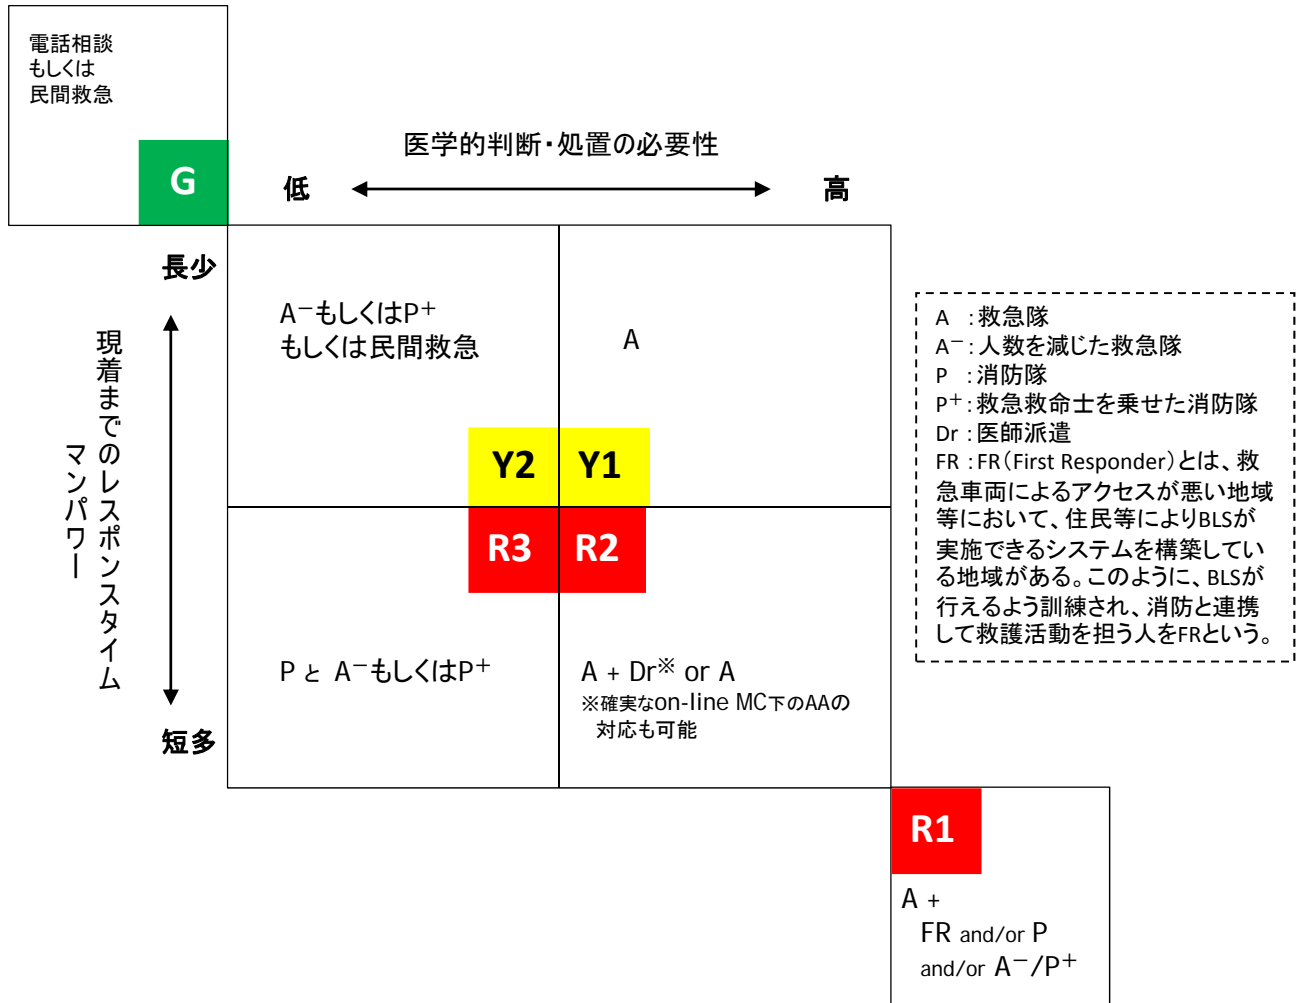 電話相談
もしくは
民間救急
G
医学的判断・処置の必要性
低
高
長少
現着までのレスポンスタイム
マンパワー
短多
A⁻もしくはP⁺
もしくは民間救急
A
Y2
Y1
R3
R2
P と A⁻もしくはP⁺
A + Dr※ or A
※確実なon-line MC下のAAの
対応も可能
R1
A +
FR and/or P
and/or A⁻/P⁺
A ：救急隊
A⁻：人数を減じた救急隊
P ：消防隊
P⁺：救急救命士を乗せた消防隊
Dr：医師派遣
FR：FR（First Responder）とは、救
急車両によるアクセスが悪い地域
等において、住民等によりBLSが
実施できるシステムを構築してい
る地域がある。このように、BLSが
行えるよう訓練され、消防と連携
して救護活動を担う人をFRという。